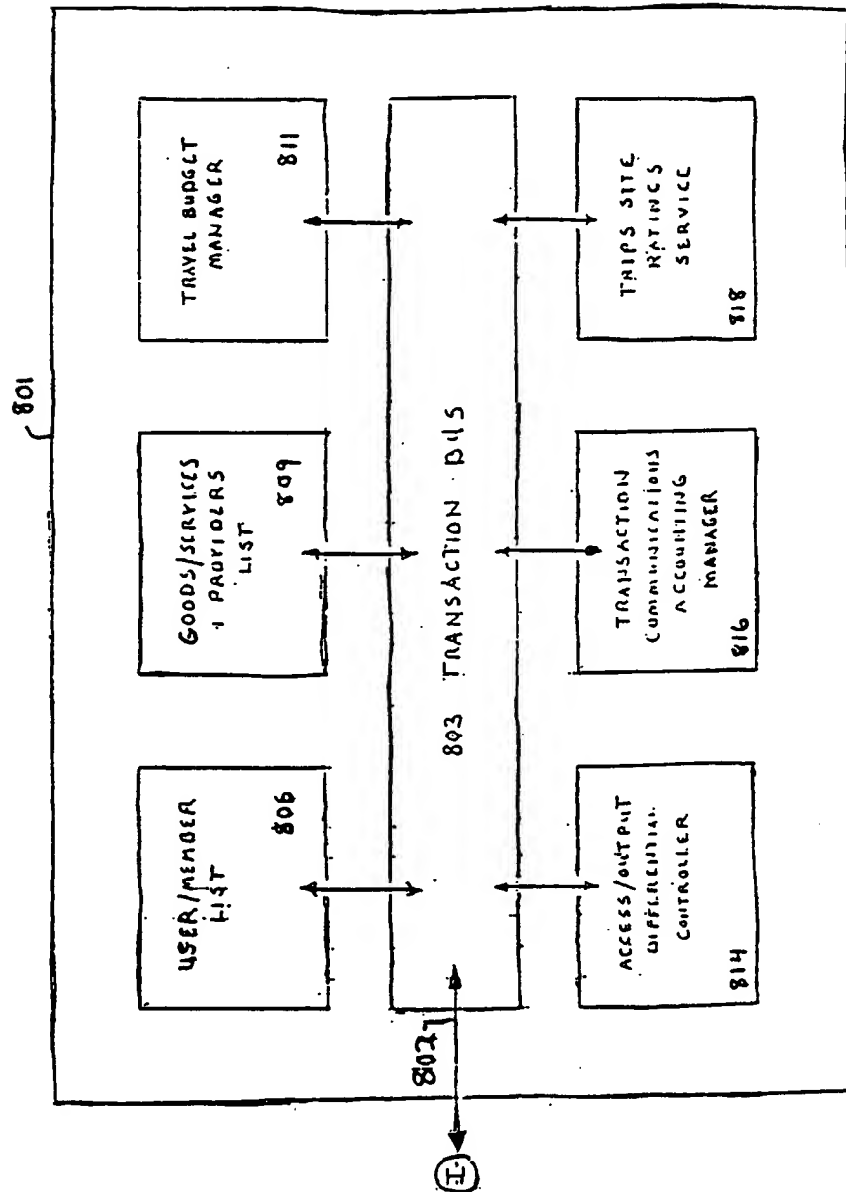 801
USER/MEMBER
LIST
806
GOODS/SERVICES
+ PROVIDERS
LIST
809
TRAVEL BUDGET
MANAGER
811
802
I
803 TRANSACTION BUS
ACCESS/OUTPUT
DIFFERENTIAL
CONTROLLER
814
TRANSACTION
COMMUNICATIONS
ACCOUNTING
MANAGER
816
TRIPS SITE
RATINGS
SERVICE
818